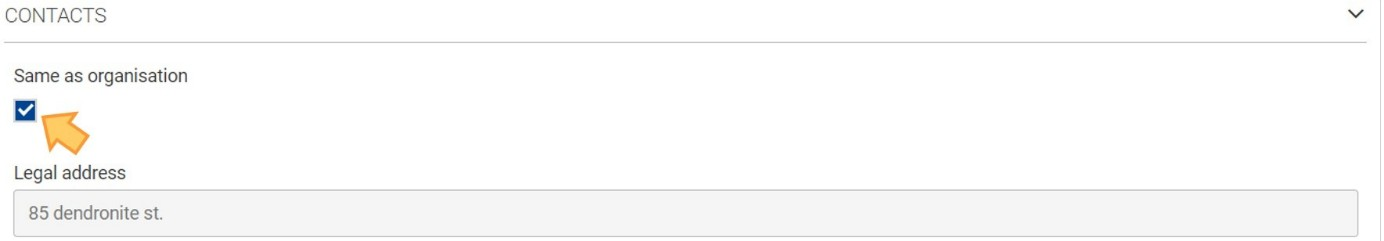 CONTACTS
Same as organisation
Legal address
85 dendronite st.